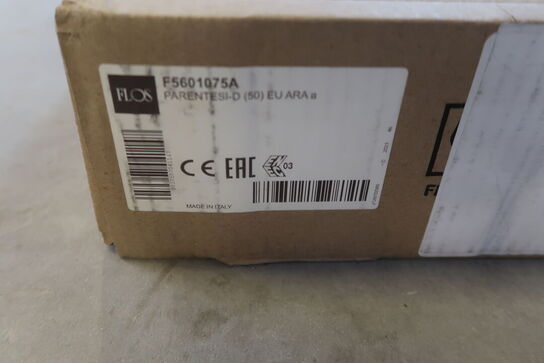 FLOS
F5601075A
PARENTESI-D (50) EU ARA a
CE EAC 03
MADE IN ITALY